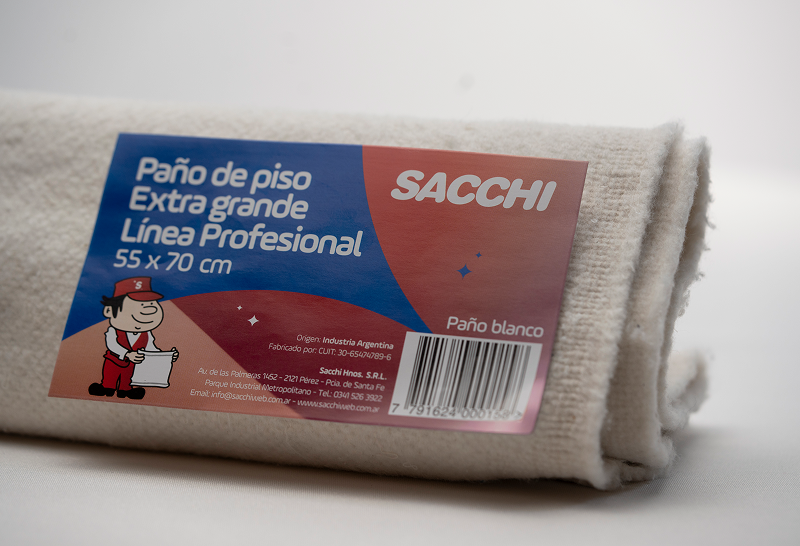 Paño de piso
Extra grande
Línea Profesional
55 x 70 cm
SACCHI
'S
Paño blanco
Origen: Industria Argentina
Fabricado por: CUIT: 30-65474789-6
Sacchi Hnos. S.R.L.
Av. de las Palmeras 1462 - 2121 Pérez - Pcia. de Santa Fe
Parque Industrial Metropolitano - Tel.: 0341 526 3922
Email: info@sacchiweb.com.ar - www.sacchiweb.com.ar
7 791624 000158